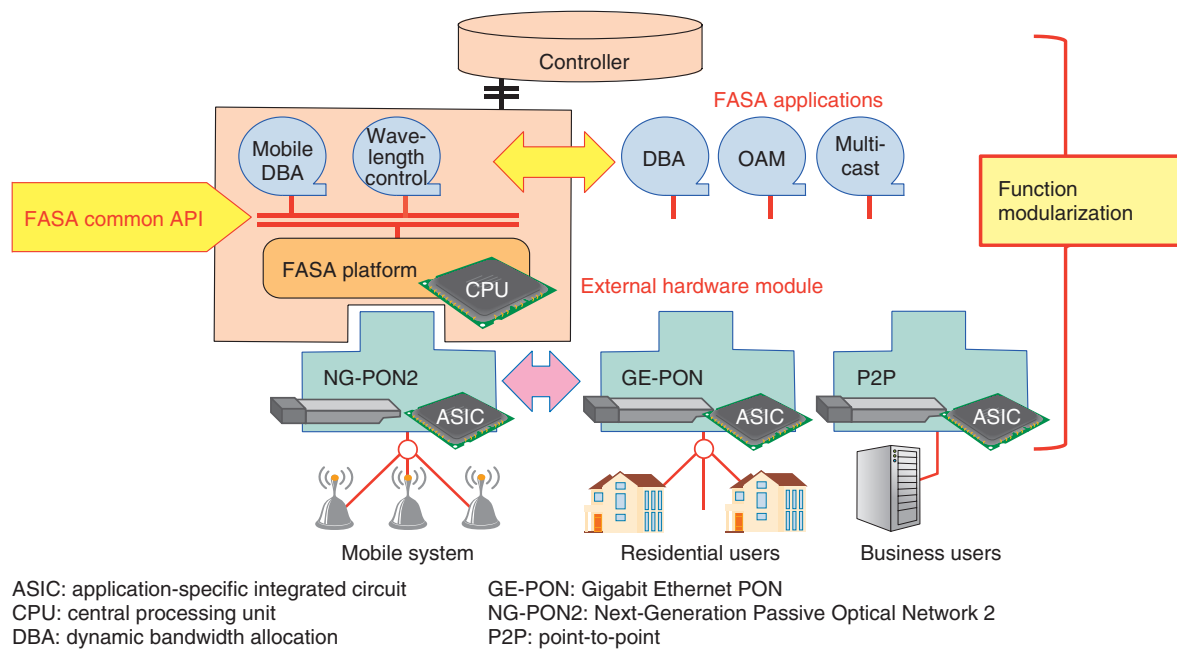 Controller
FASA applications
Mobile
DBA
Wave-
length
control
DBA
OAM
Multi-
cast
FASA common API
Function
modularization
FASA platform
CPU
External hardware module
NG-PON2
GE-PON
P2P
ASIC
ASIC
ASIC
Mobile system
Residential users
Business users
ASIC: application-specific integrated circuit
CPU: central processing unit
DBA: dynamic bandwidth allocation
GE-PON: Gigabit Ethernet PON
NG-PON2: Next-Generation Passive Optical Network 2
P2P: point-to-point